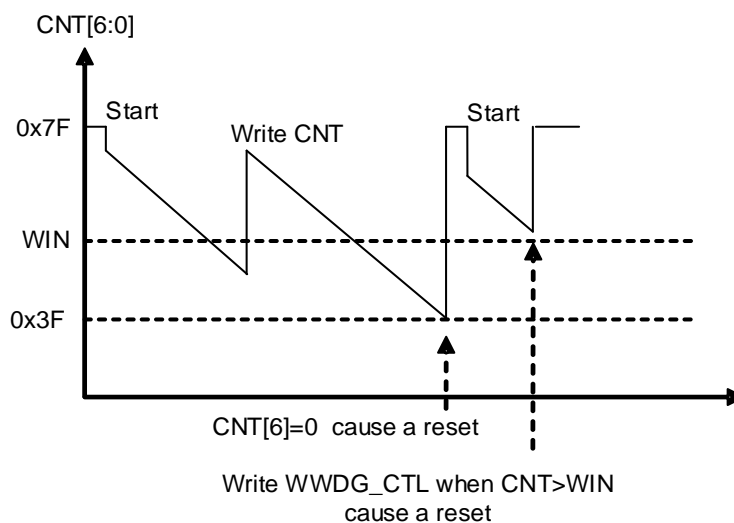 CNT[6:0]
Start
Start
0x7F
Write CNT
WIN
0x3F
CNT[6]=0 cause a reset
Write WWDG_CTL when CNT>WIN
cause a reset